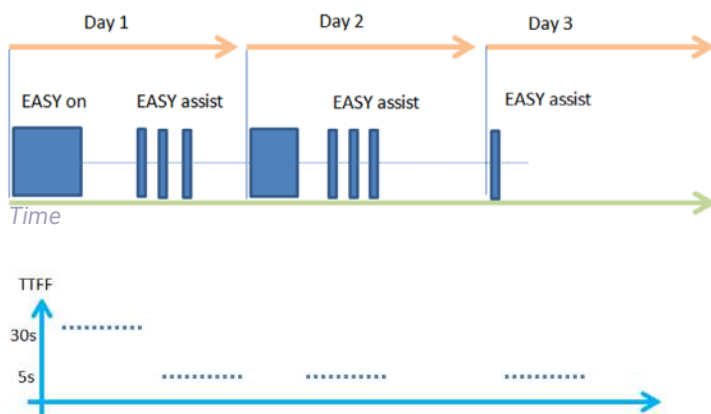 Day 1
Day 2
Day 3
EASY on
EASY assist
EASY assist
EASY assist
Time
TTFF
30s
5s